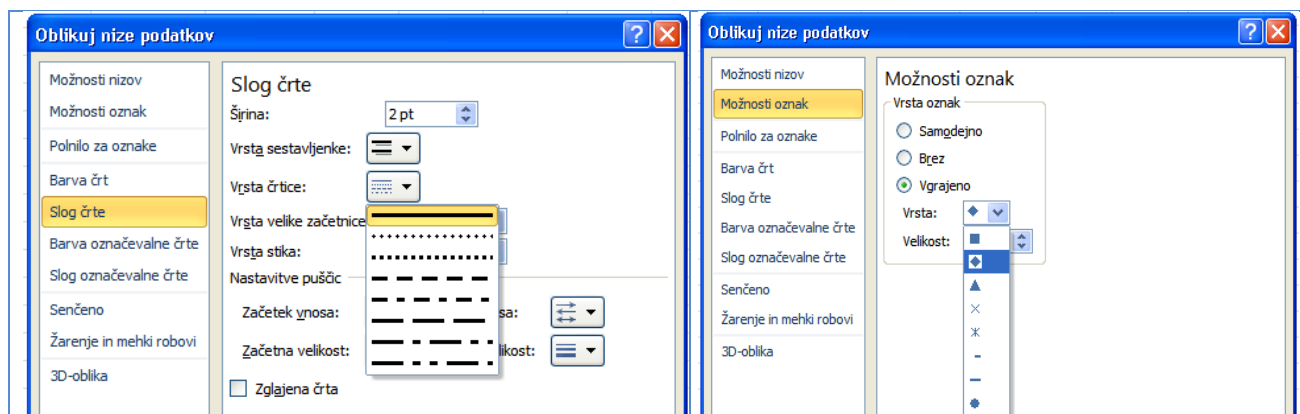 Oblikuj nize podatkov
Možnosti nizov
Možnosti oznak
Polnilo za oznake
Barva črt
Slog črte
Barva označevalne črte
Slog označevalne črte
Senčeno
Žarenje in mehki robovi
3D-oblika
Slog črte
Širina: 2 pt
Vrsta sestavljenke:
Vrsta črtice:
Vrsta velike začetnice
Vrsta stika:
Nastavitve puščic
Začetek vnosa: sa:
Začetna velikost: likost:
Zglajena črta
Oblikuj nize podatkov
Možnosti nizov
Možnosti oznak
Polnilo za oznake
Barva črt
Slog črte
Barva označevalne črte
Slog označevalne črte
Senčeno
Žarenje in mehki robovi
3D-oblika
Možnosti oznak
Vrsta oznak
Samodejno
Brez
Vgrajeno
Vrsta:
Velikost: